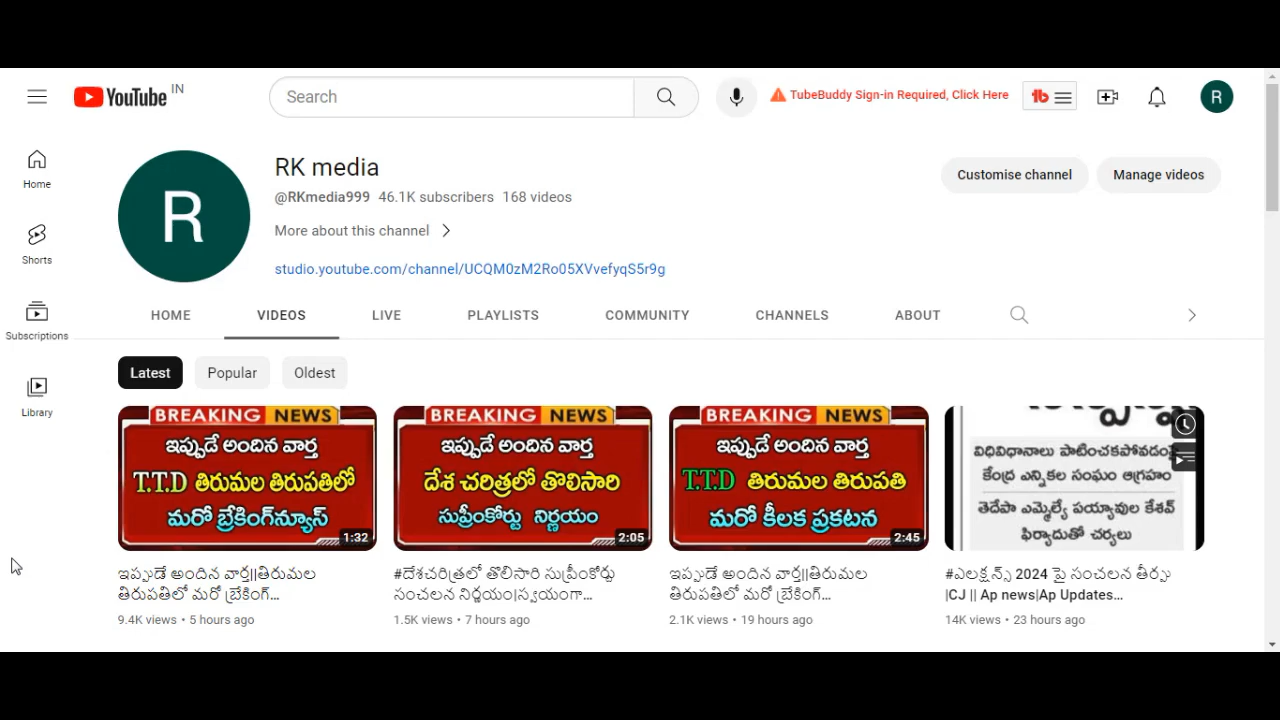 YouTube IN
Search
TubeBuddy Sign-in Required, Click Here
tb
R
Home
Shorts
Subscriptions
Library
R
RK media
@RKmedia999 46.1K subscribers 168 videos
More about this channel
studio.youtube.com/channel/UCQM0zM2Ro05XVvefyqS5r9g
Customise channel
Manage videos
HOME VIDEOS LIVE PLAYLISTS COMMUNITY CHANNELS ABOUT
Latest Popular Oldest
BREAKING NEWS
ఇప్పుడే అందిన వార్త
T.T.D తిరుమల తిరుపతిలో
మరో బ్రేకింగ్‌న్యూస్
1:32
ఇప్పుడే అందిన వార్త||తిరుమల
తిరుపతిలో మరో బ్రేకింగ్...
9.4K views • 5 hours ago
BREAKING NEWS
ఇప్పుడే అందిన వార్త
దేశ చరిత్రలో తొలిసారి
సుప్రీంకోర్టు నిర్ణయం
2:05
#దేశచరిత్రలో తొలిసారి సుప్రీంకోర్టు
సంచలన నిర్ణయం|స్వయంగా...
1.5K views • 7 hours ago
BREAKING NEWS
ఇప్పుడే అందిన వార్త
T.T.D తిరుమల తిరుపతి
మరో కీలక ప్రకటన
2:45
ఇప్పుడే అందిన వార్త||తిరుమల
తిరుపతిలో మరో బ్రేకింగ్...
2.1K views • 19 hours ago
విధివిధానాలు పాటించకపోవడంపై
కేంద్ర ఎన్నికల సంఘం ఆగ్రహం
తెదేపా ఎమ్మెల్యే పయ్యావుల కేశవ్
ఫిర్యాదుతో చర్యలు
#ఎలక్షన్స్ 2024 పై సంచలన తీర్పు
|CJ || Ap news|Ap Updates...
14K views • 23 hours ago